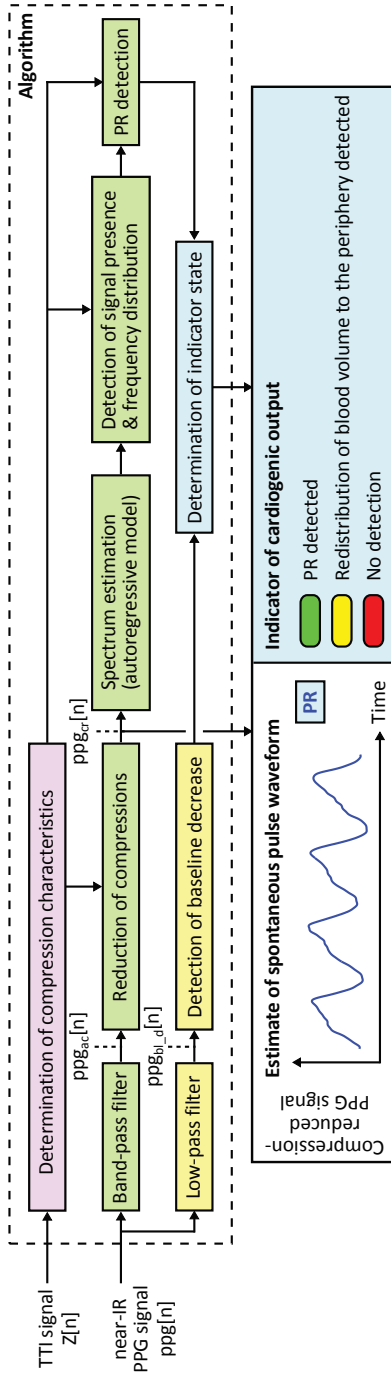 Algorithm
TTI signal
Z[n]
Determination of compression characteristics
near-IR
PPG signal
ppg[n]
Band-pass filter
ppgac[n]
Reduction of compressions
ppgcr[n]
Spectrum estimation
(autoregressive model)
Detection of signal presence
& frequency distribution
PR detection
Low-pass filter
ppgbl_d[n]
Detection of baseline decrease
Determination of indicator state
Estimate of spontaneous pulse waveform
Compression-
reduced
PPG signal
PR
Time
Indicator of cardiogenic output
PR detected
Redistribution of blood volume to the periphery detected
No detection